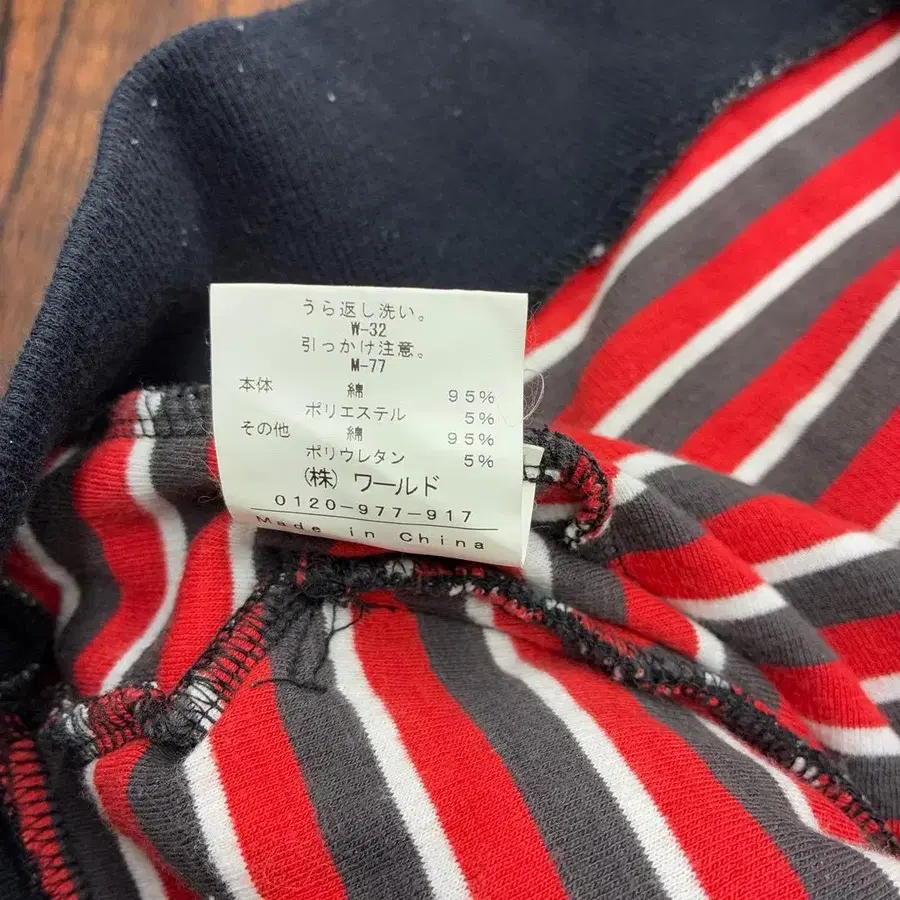 うら返し洗い。
W-32
引っかけ注意。
M-77
本体 綿 95%
ポリエステル 5%
その他 綿 95%
ポリウレタン 5%
(株) ワールド
0120-977-917
Made in China